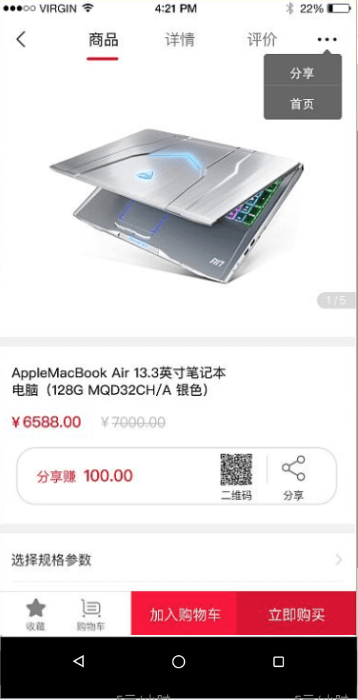 ●●●○○ VIRGIN 4:21 PM 22%
商品 详情 评价
分享
首页
1/5
AppleMacBook Air 13.3英寸笔记本
电脑（128G MQD32CH/A 银色）
¥6588.00 ¥7000.00
分享赚 100.00
二维码 分享
选择规格参数
收藏 购物车 加入购物车 立即购买